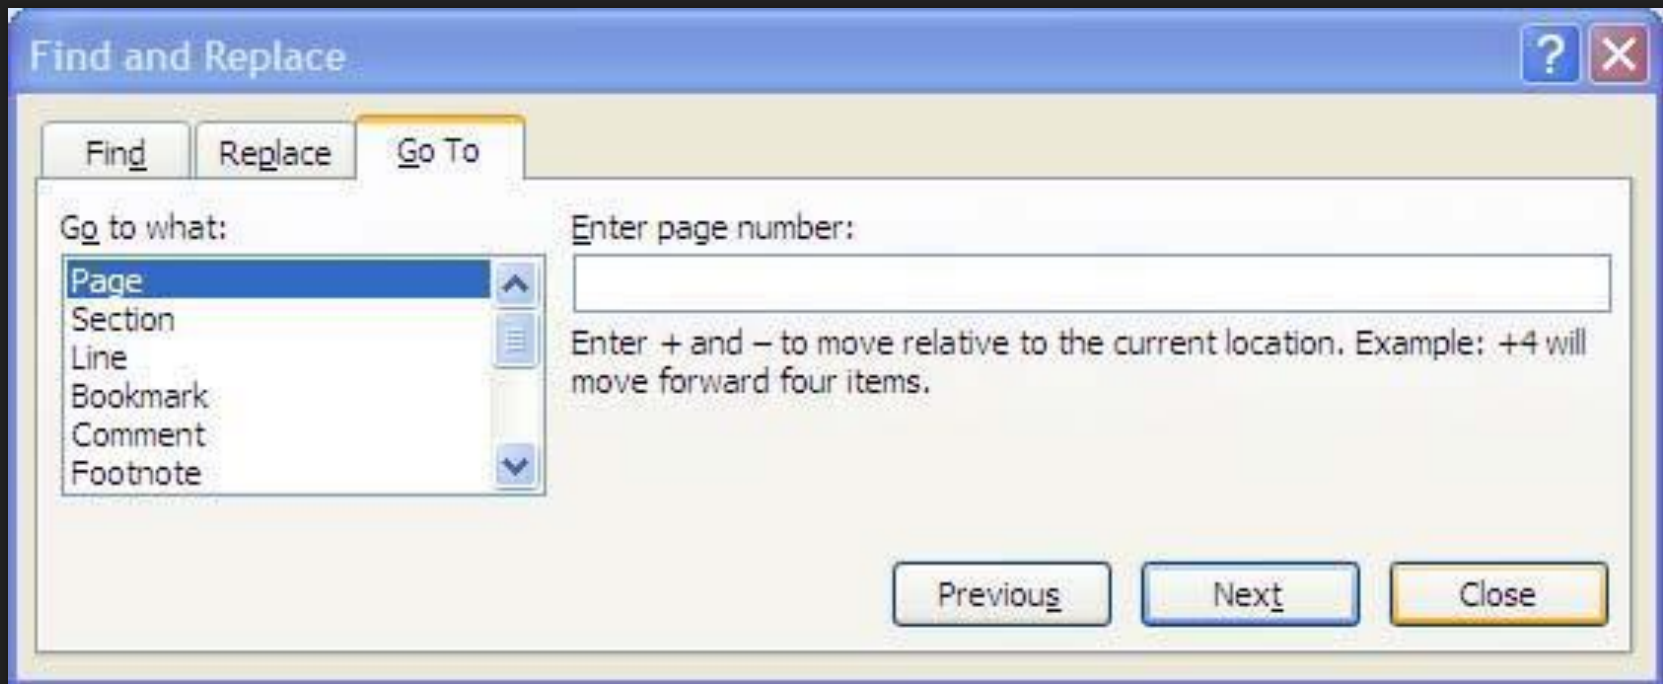 Find and Replace
?
Find Replace Go To
Go to what:
Page
Section
Line
Bookmark
Comment
Footnote
Enter page number:
Enter + and – to move relative to the current location. Example: +4 will
move forward four items.
Previous Next Close